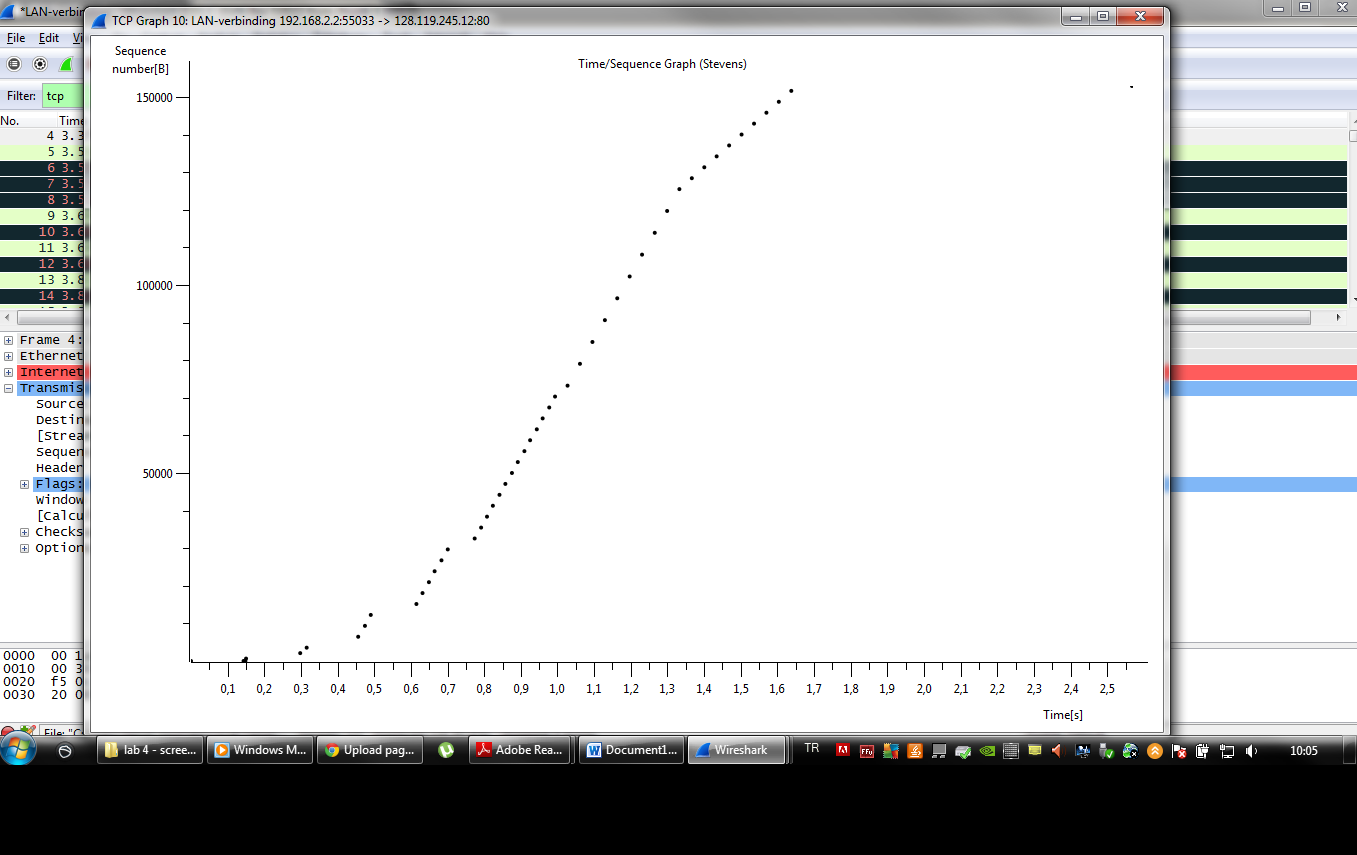 *LAN-verbin
TCP Graph 10: LAN-verbinding 192.168.2.2:55033 -> 128.119.245.12:80
File Edit Vi
Filter: tcp
No. Time
4 3.3
5 3.5
6 3.5
7 3.5
8 3.5
9 3.6
10 3.6
11 3.6
12 3.6
13 3.8
14 3.8
Frame 4:
Ethernet
Internet
Transmis
Source
Destin
[Strea
Sequen
Header
Flags:
Window
[Calcu
Checks
Option
0000 00 1
0010 00 3
0020 f5 0
0030 20 0
File: "C
Sequence
number[B]
Time/Sequence Graph (Stevens)
150000
100000
50000
0,1 0,2 0,3 0,4 0,5 0,6 0,7 0,8 0,9 1,0 1,1 1,2 1,3 1,4 1,5 1,6 1,7 1,8 1,9 2,0 2,1 2,2 2,3 2,4 2,5
Time[s]
lab 4 - scree... Windows M... Upload pag... Adobe Rea... Document1... Wireshark TR FFu 10:05